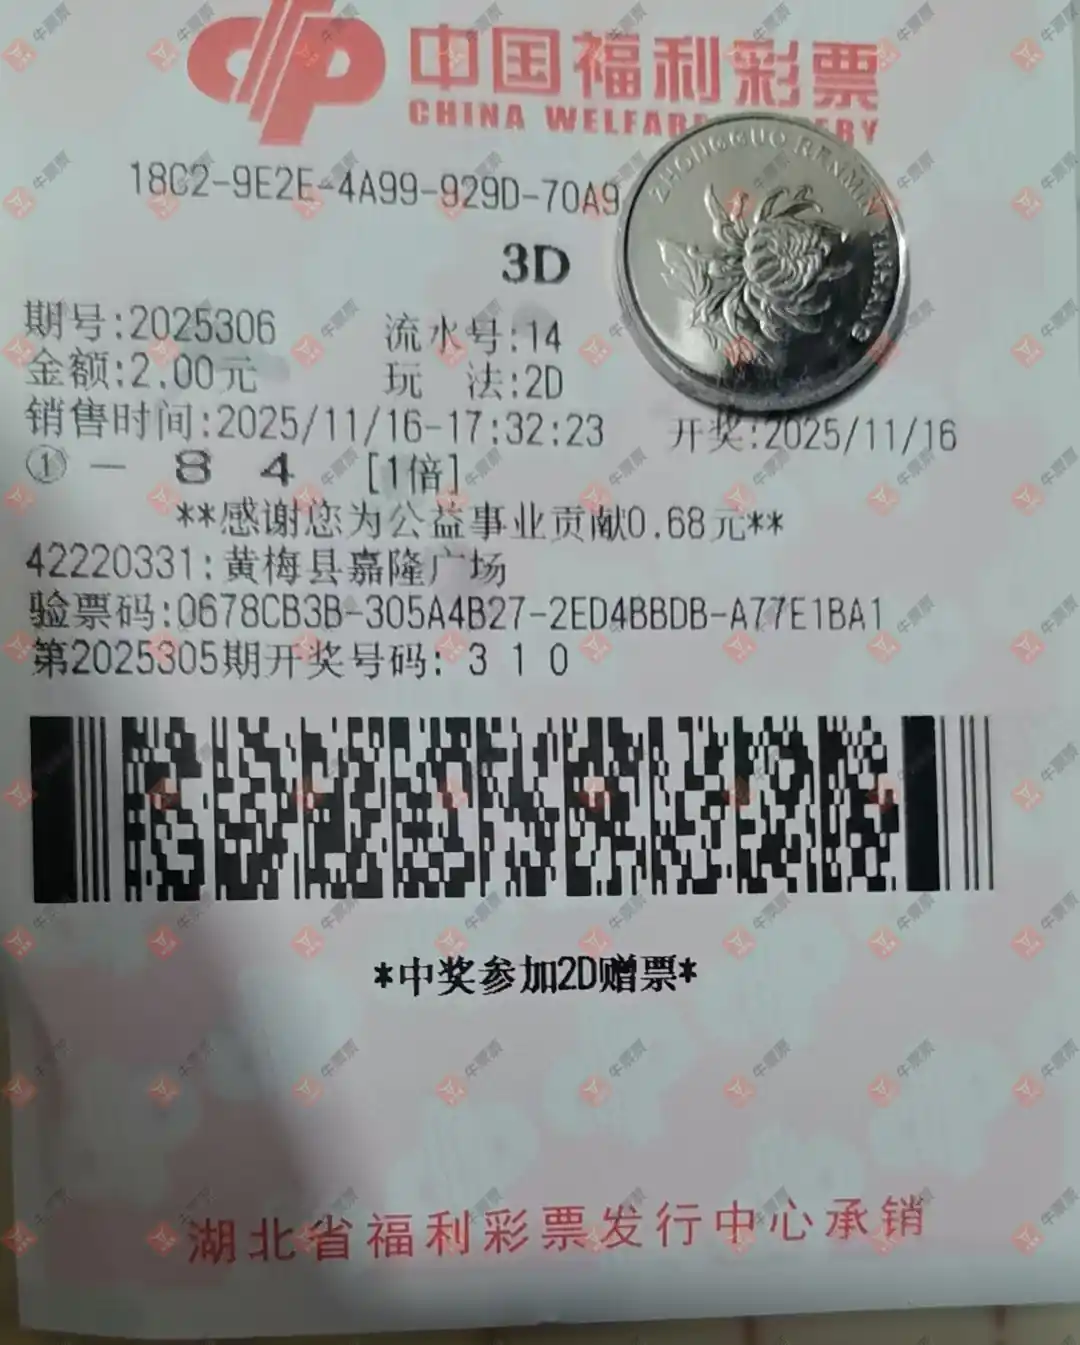 中国福利彩票
CHINA WELFARE
18C2-9E2E-4A99-929D-70A9
ZHONGGUO RENMIN YINHANG
3D
期号:2025306 流水号:14
金额:2.00元 玩 法:2D
销售时间:2025/11/16-17:32:23 开奖:2025/11/16
① － 8 4 [1倍]
**感谢您为公益事业贡献0.68元**
42220331:黄梅县嘉隆广场
验票码:0678CB3B-305A4B27-2ED4BBDB-A77E1BA1
第2025305期开奖号码: 3 1 0
*中奖参加2D赠票*
湖北省福利彩票发行中心承销